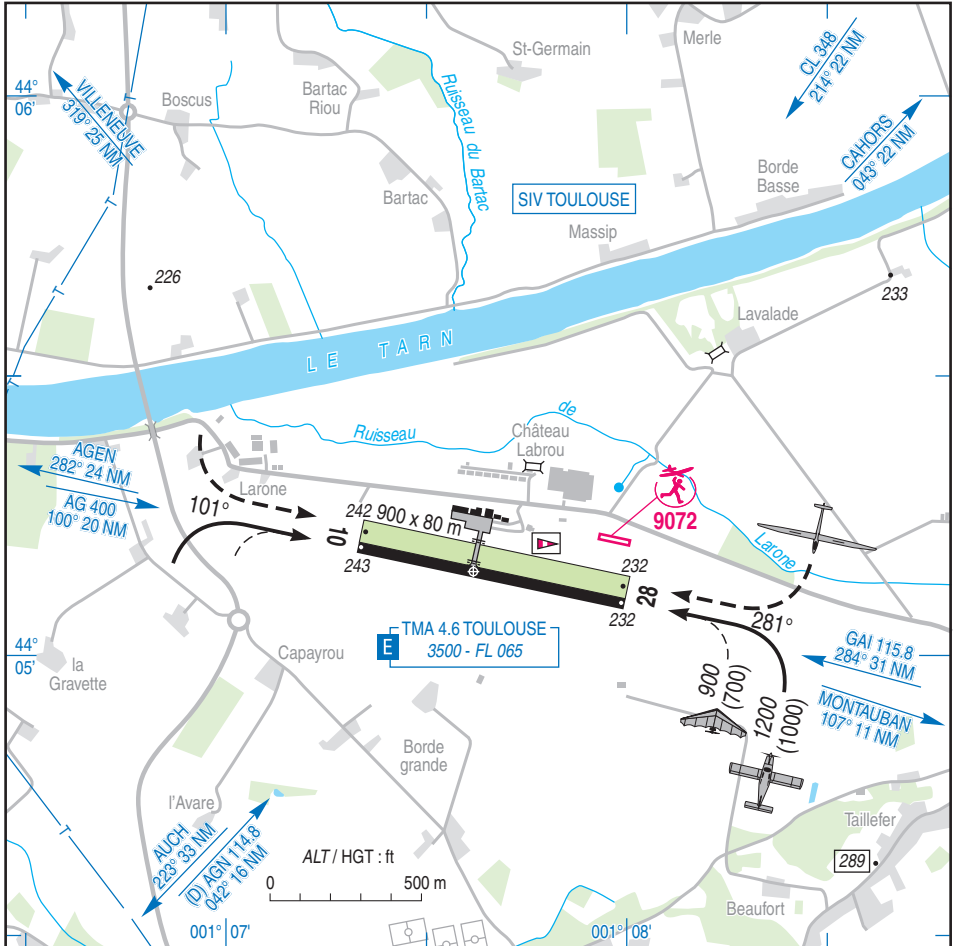 44°
06'
VILLENEUVE
319° 25 NM
Boscus
Bartac
Riou
St-Germain
Merle
CL 348
214° 22 NM
CAHORS
043° 22 NM
Ruisseau du Bartac
Bartac
SIV TOULOUSE
Borde
Basse
Massip
226
233
Lavalade
LE TARN
T
T
T
AGEN
282° 24 NM
AG 400
100° 20 NM
Larone
Ruisseau
de
Larone
Château
Labrou
9072
101°
10
242
900 x 80 m
243
232
28
232
281°
44°
05'
la
Gravette
Capayrou
E
TMA 4.6 TOULOUSE
3500 - FL 065
900
(700)
1200
(1000)
GAI 115.8
284° 31 NM
MONTAUBAN
107° 11 NM
Borde
grande
l'Avare
AUCH
223° 33 NM
(D) AGN 114.8
042° 16 NM
T
T
ALT / HGT : ft
0
500 m
Taillefer
289
Beaufort
001° 07'
001° 08'